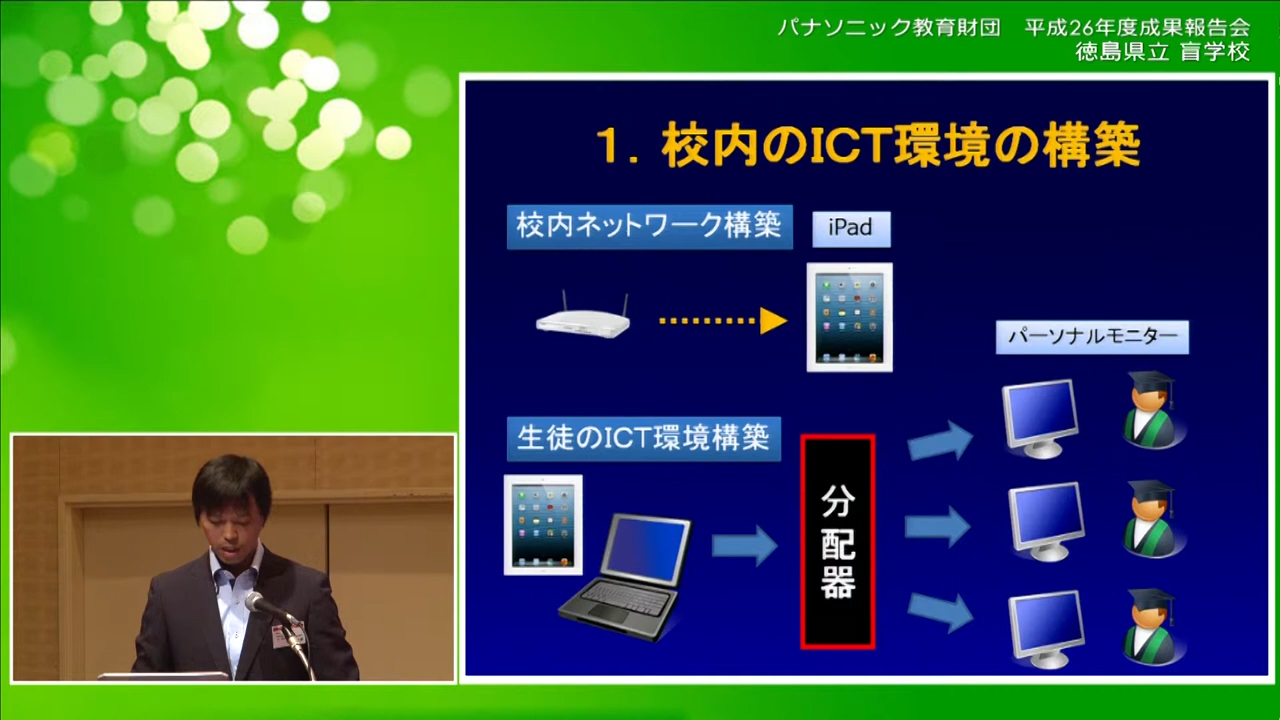 パナソニック教育財団　平成26年度成果報告会
徳島県立 盲学校
１．校内のICT環境の構築
校内ネットワーク構築
iPad
パーソナルモニター
生徒のICT環境構築
分配器